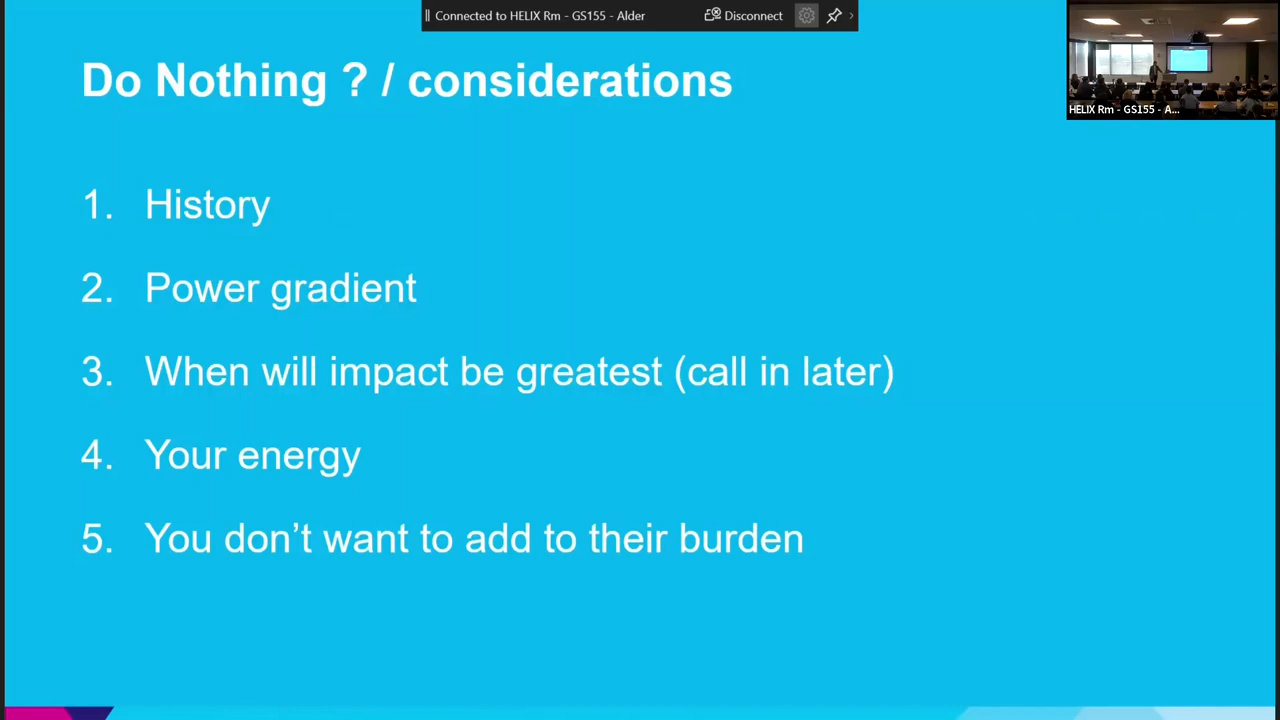 Connected to HELIX Rm - GS155 - Alder
Disconnect
Do Nothing ? / considerations
HELIX Rm - GS155 - A...
1. History
2. Power gradient
3. When will impact be greatest (call in later)
4. Your energy
5. You don’t want to add to their burden